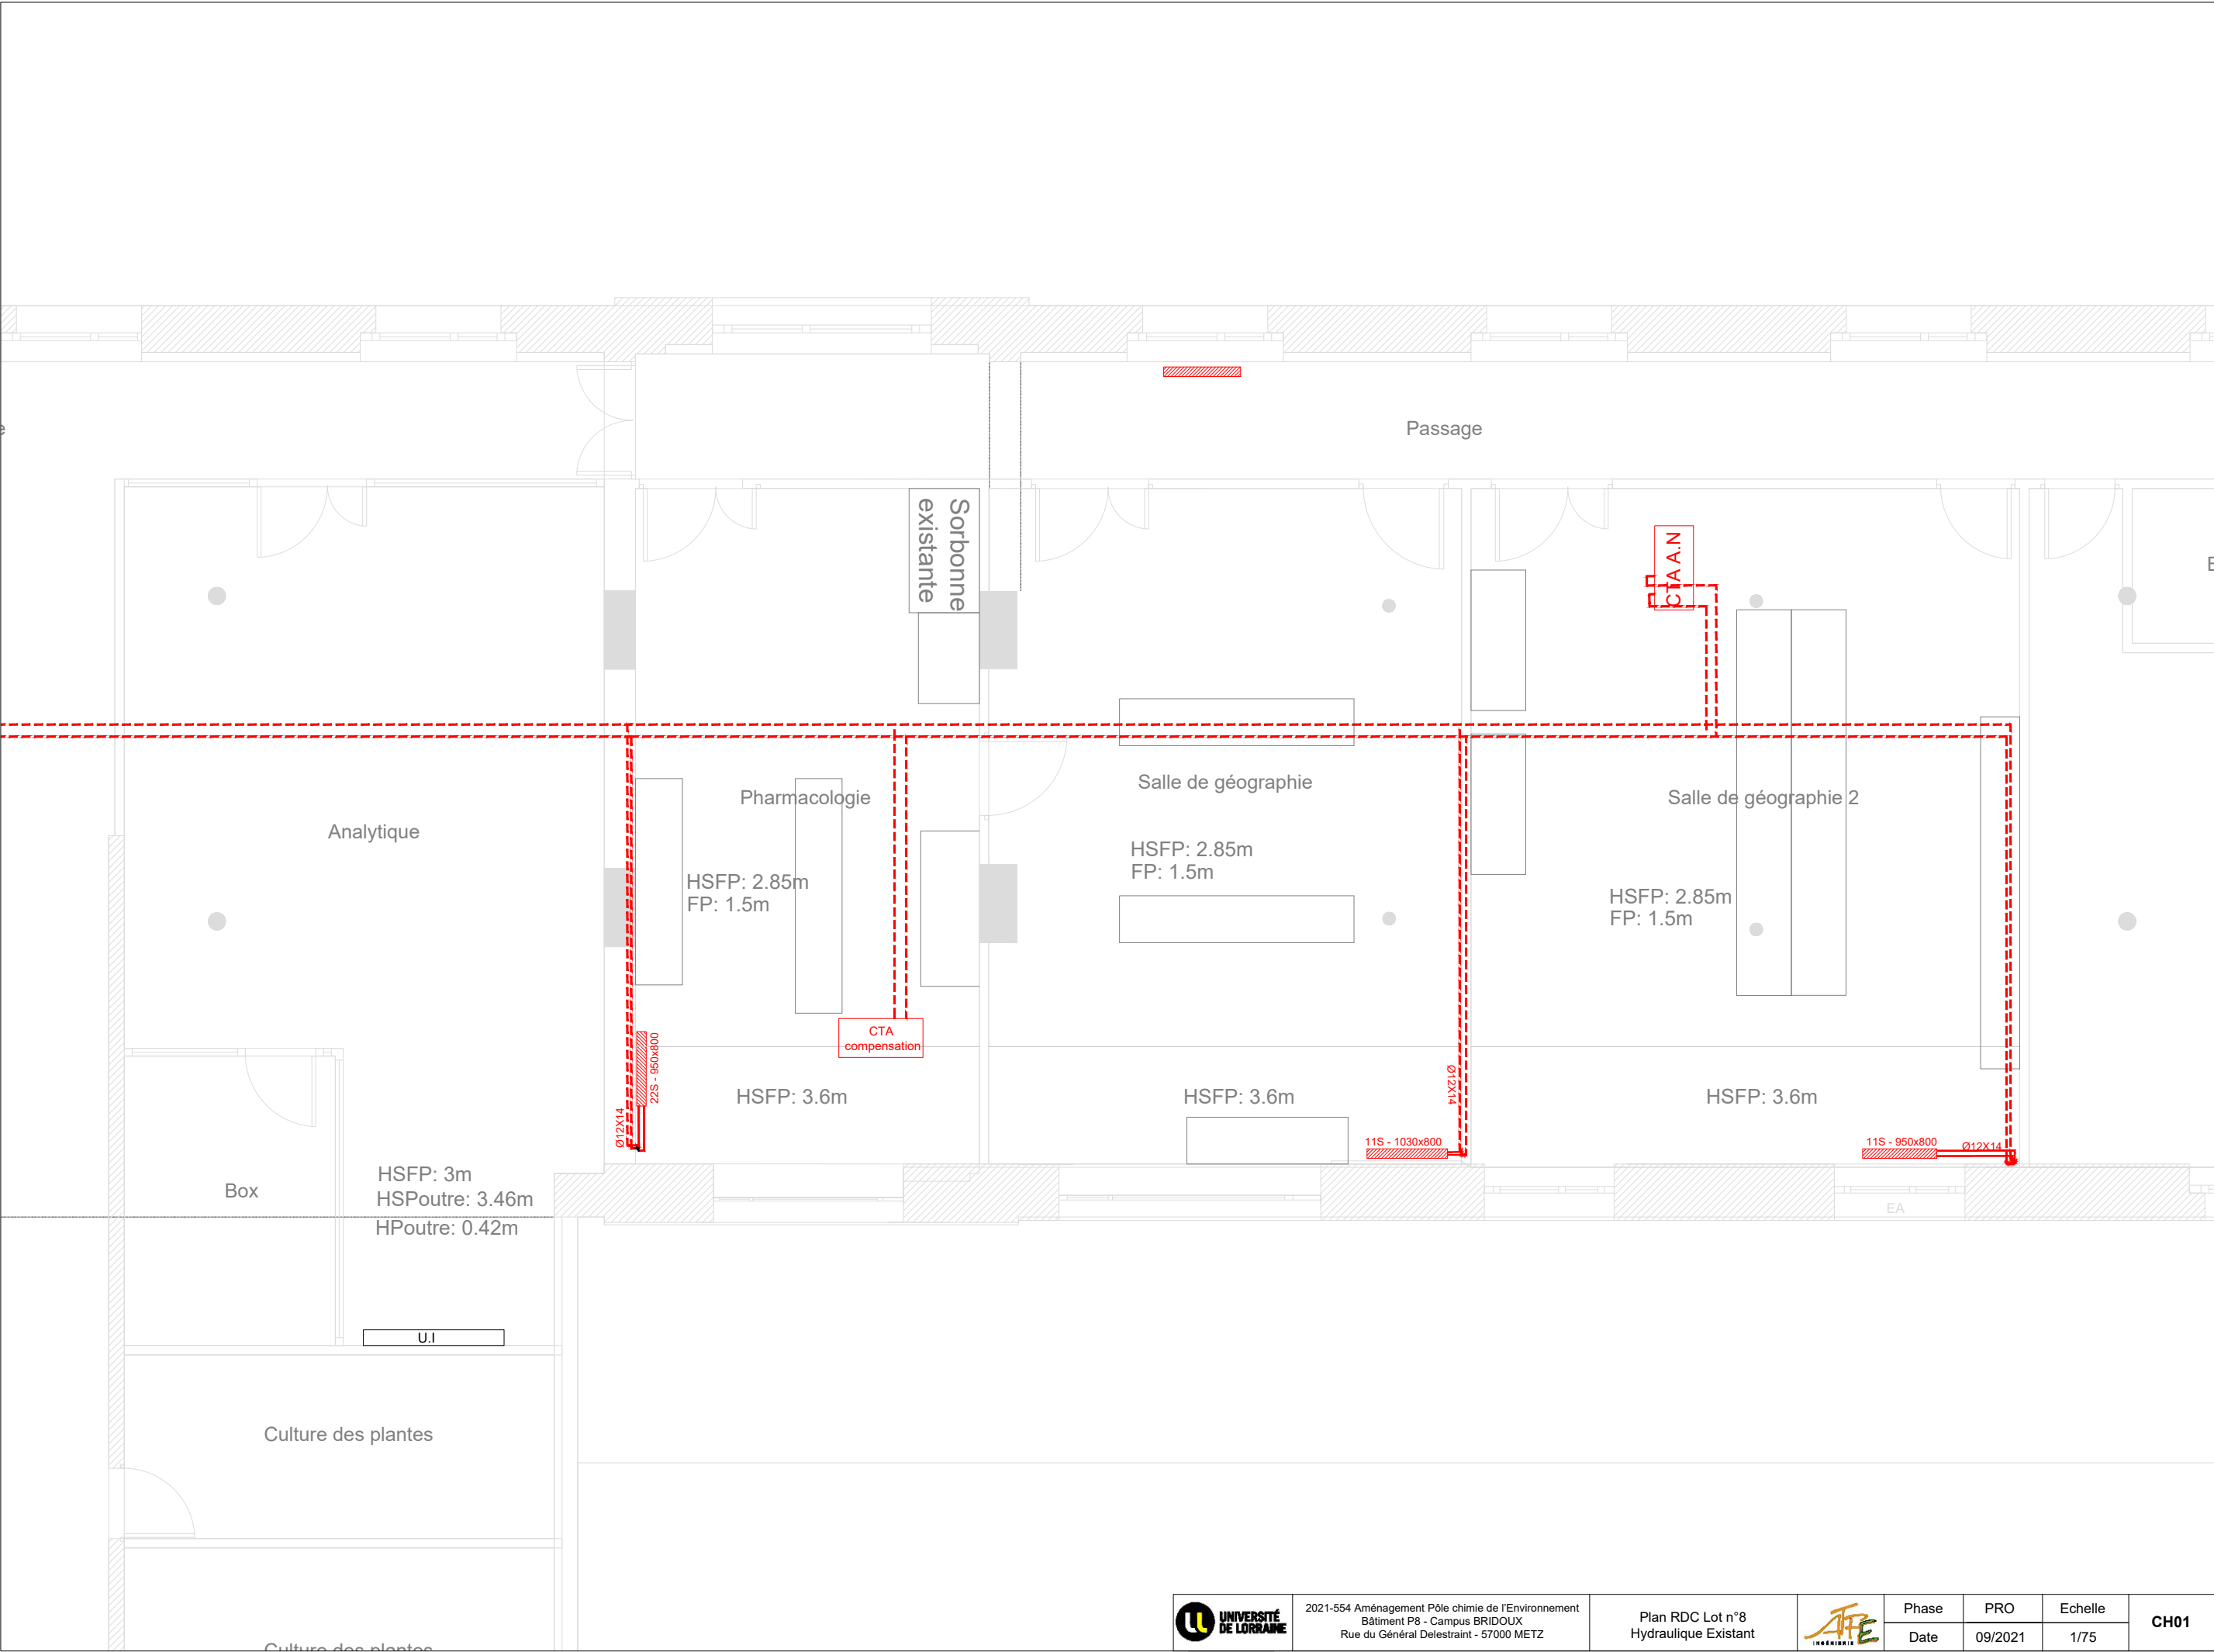 Passage
Sorbonne
existante
CTA A.N
Pharmacologie
Salle de géographie
Salle de géographie 2
Analytique
HSFP: 2.85m
FP: 1.5m
HSFP: 2.85m
FP: 1.5m
HSFP: 2.85m
FP: 1.5m
CTA
compensation
22S - 950x800
Ø12X14
HSFP: 3.6m
HSFP: 3.6m
Ø12X14
HSFP: 3.6m
11S - 1030x800
11S - 950x800
Ø12X14
Box
HSFP: 3m
HSPoutre: 3.46m
HPoutre: 0.42m
EA
U.I
Culture des plantes
Culture des plantes
UNIVERSITÉ
DE LORRAINE
2021-554 Aménagement Pôle chimie de l'Environnement
Bâtiment P8 - Campus BRIDOUX
Rue du Général Delestraint - 57000 METZ
Plan RDC Lot n°8
Hydraulique Existant
INGÉNIERIE
Phase
PRO
Echelle
Date
09/2021
1/75
CH01